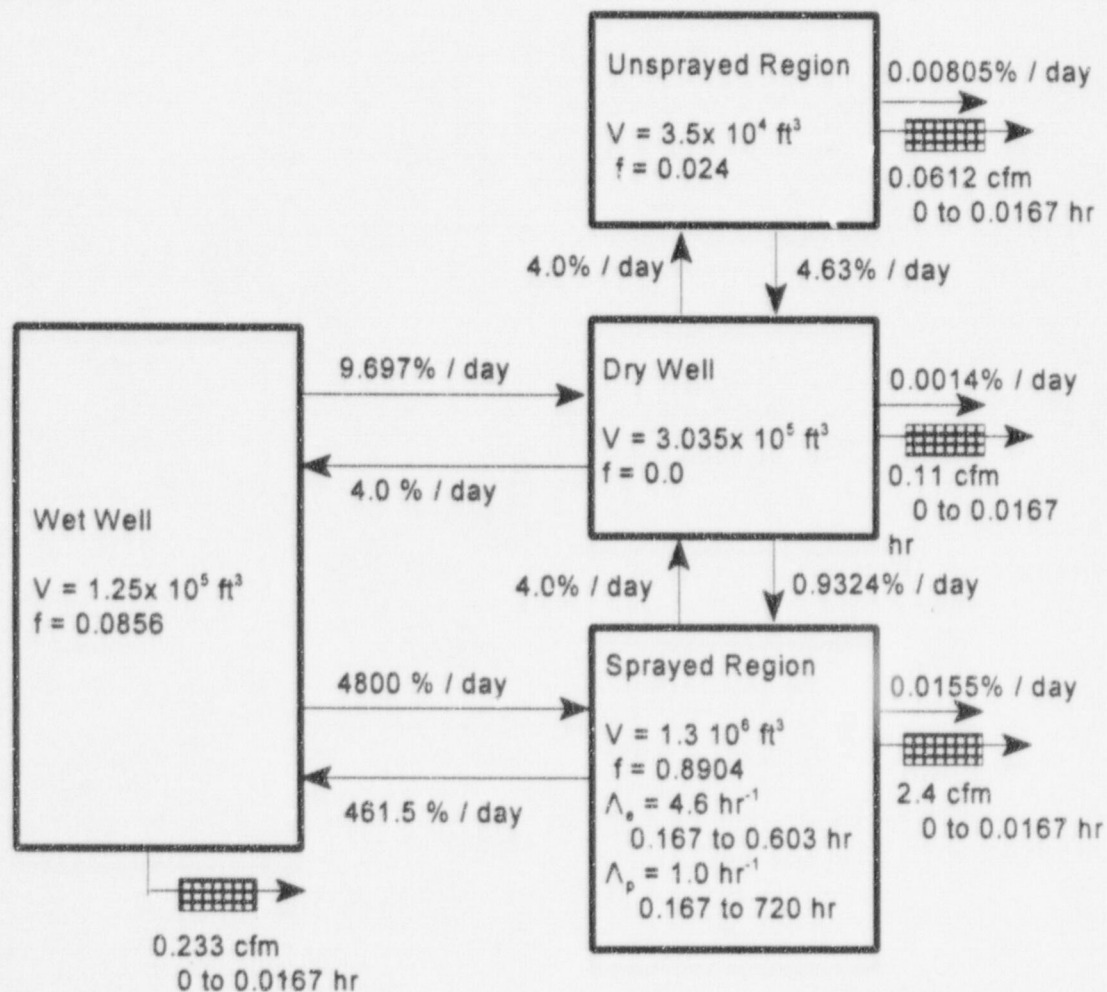 Unsprayed Region
V = 3.5x 10⁴ ft³
f = 0.024
0.00805% / day
0.0612 cfm
0 to 0.0167 hr
4.0% / day
4.63% / day
Wet Well
V = 1.25x 10⁵ ft³
f = 0.0856
9.697% / day
4.0 % / day
Dry Well
V = 3.035x 10⁵ ft³
f = 0.0
0.0014% / day
0.11 cfm
0 to 0.0167
hr
4.0% / day
0.9324% / day
4800 % / day
461.5 % / day
Sprayed Region
V = 1.3 10⁶ ft³
f = 0.8904
Λₑ = 4.6 hr⁻¹
0.167 to 0.603 hr
Λₚ = 1.0 hr⁻¹
0.167 to 720 hr
0.0155% / day
2.4 cfm
0 to 0.0167 hr
0.233 cfm
0 to 0.0167 hr